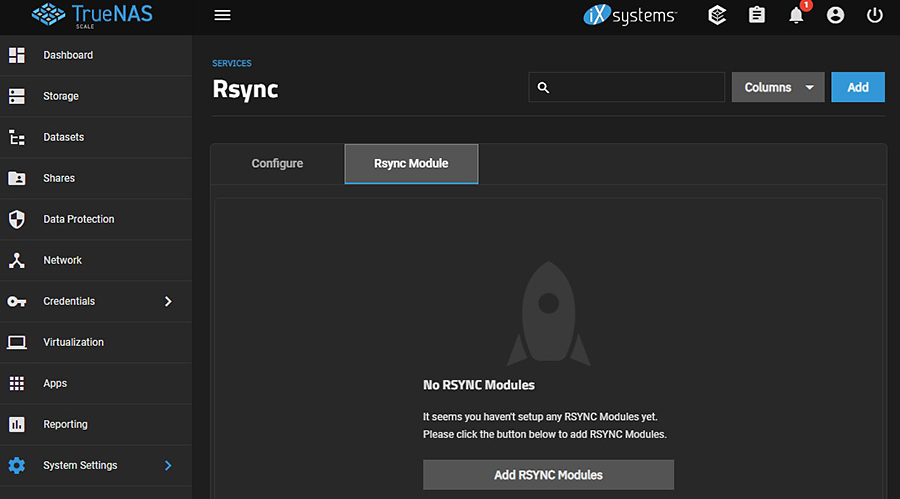 TrueNAS
SCALE
iX systems™
1
Dashboard
Storage
Datasets
Shares
Data Protection
Network
Credentials
Virtualization
Apps
Reporting
System Settings
SERVICES
Rsync
Columns
Add
Configure
Rsync Module
No RSYNC Modules
It seems you haven't setup any RSYNC Modules yet.
Please click the button below to add RSYNC Modules.
Add RSYNC Modules